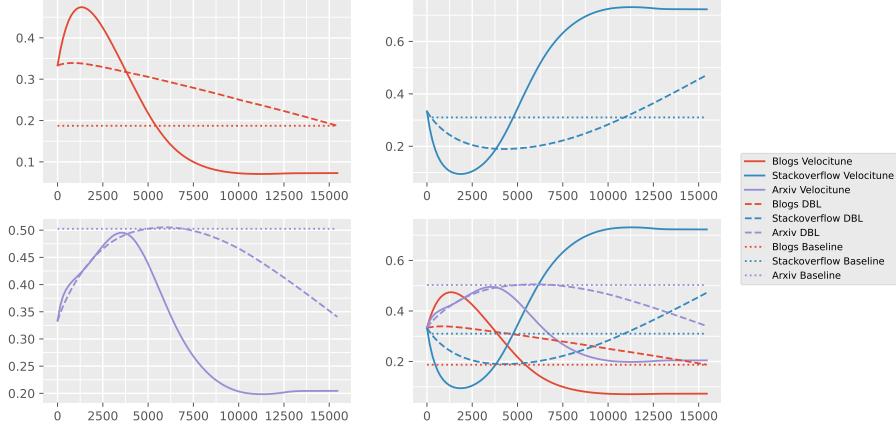 0.4
0.3
0.2
0.1
0 2500 5000 7500 10000 12500 15000
0.6
0.4
0.2
0 2500 5000 7500 10000 12500 15000
0.50
0.45
0.40
0.35
0.30
0.25
0.20
0 2500 5000 7500 10000 12500 15000
0.6
0.4
0.2
0 2500 5000 7500 10000 12500 15000
Blogs Velocitune
Stackoverflow Velocitune
Arxiv Velocitune
Blogs DBL
Stackoverflow DBL
Arxiv DBL
Blogs Baseline
Stackoverflow Baseline
Arxiv Baseline